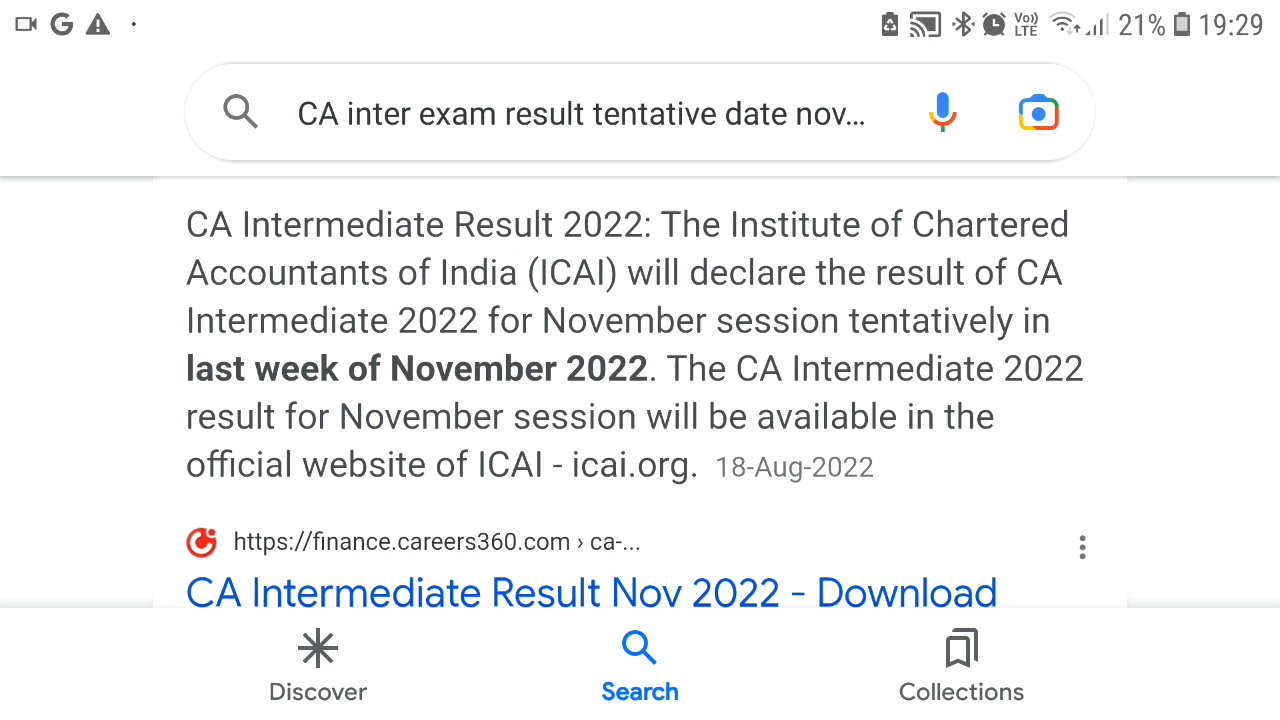 21% 19:29
CA inter exam result tentative date nov...
CA Intermediate Result 2022: The Institute of Chartered
Accountants of India (ICAI) will declare the result of CA
Intermediate 2022 for November session tentatively in
last week of November 2022. The CA Intermediate 2022
result for November session will be available in the
official website of ICAI - icai.org. 18-Aug-2022
https://finance.careers360.com › ca-...
CA Intermediate Result Nov 2022 - Download
Discover Search Collections